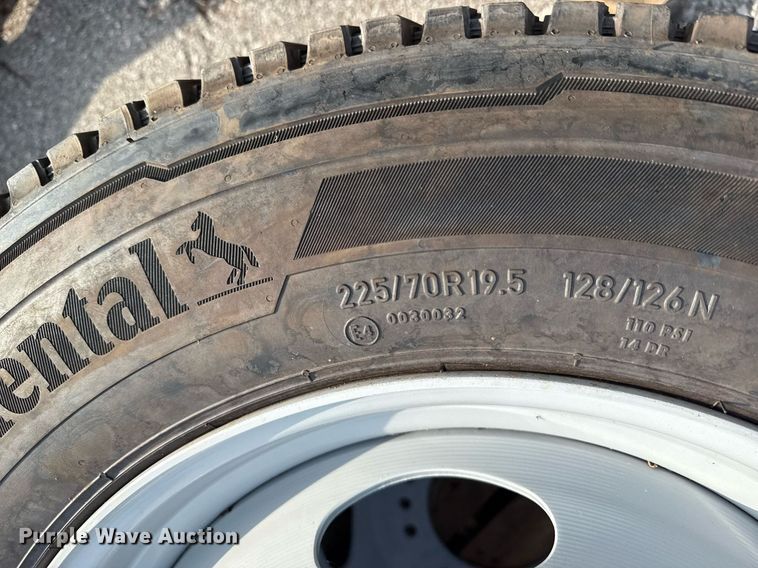 ental
225/70R19.5 128/126N
E4 0030032 110 PSI
14 PR
Purple Wave Auction